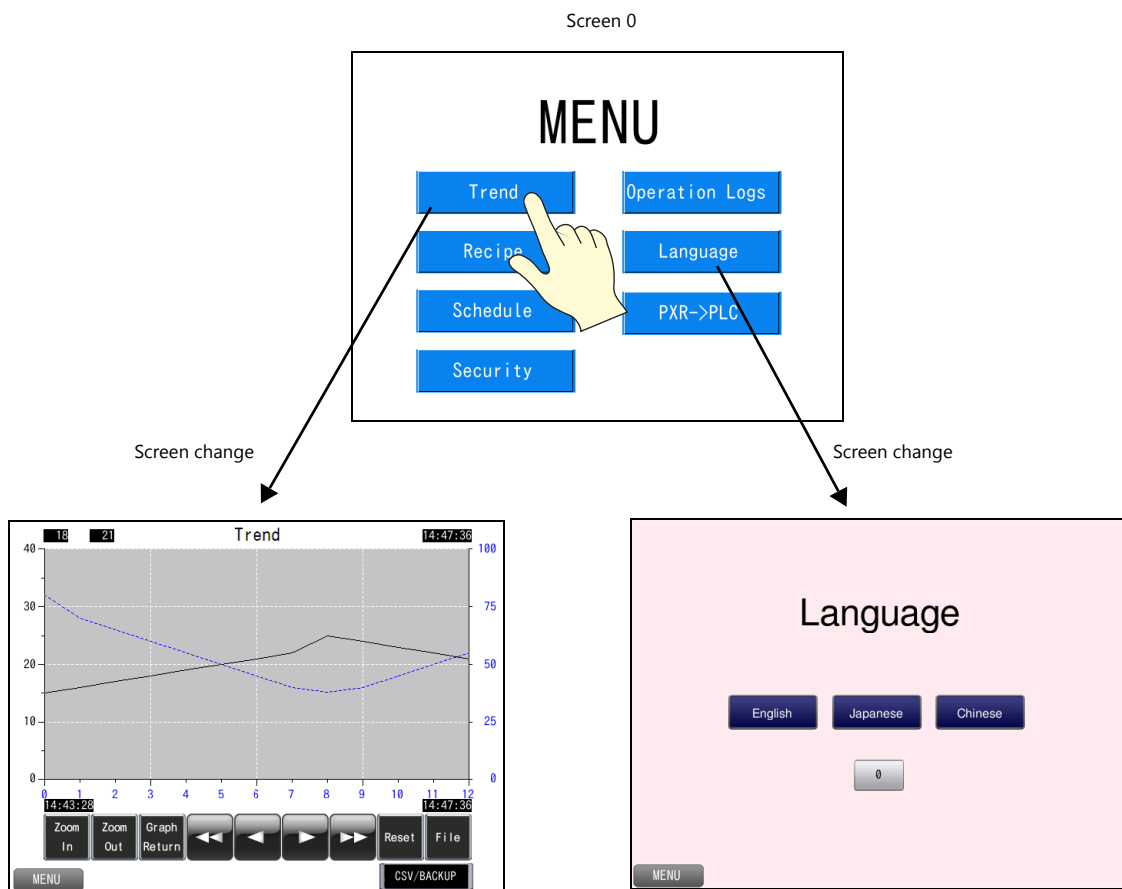 Screen 0
MENU
Trend
Operation Logs
Recipe
Language
Schedule
PXR->PLC
Security
Screen change
Screen change
18 21 Trend 14:47:36
40 100
30 75
20 50
10 25
0 0
0 1 2 3 4 5 6 7 8 9 10 11 12
14:43:28 14:47:36
Zoom In
Zoom Out
Graph Return
Reset
File
MENU
CSV/BACKUP
Language
English Japanese Chinese
0
MENU